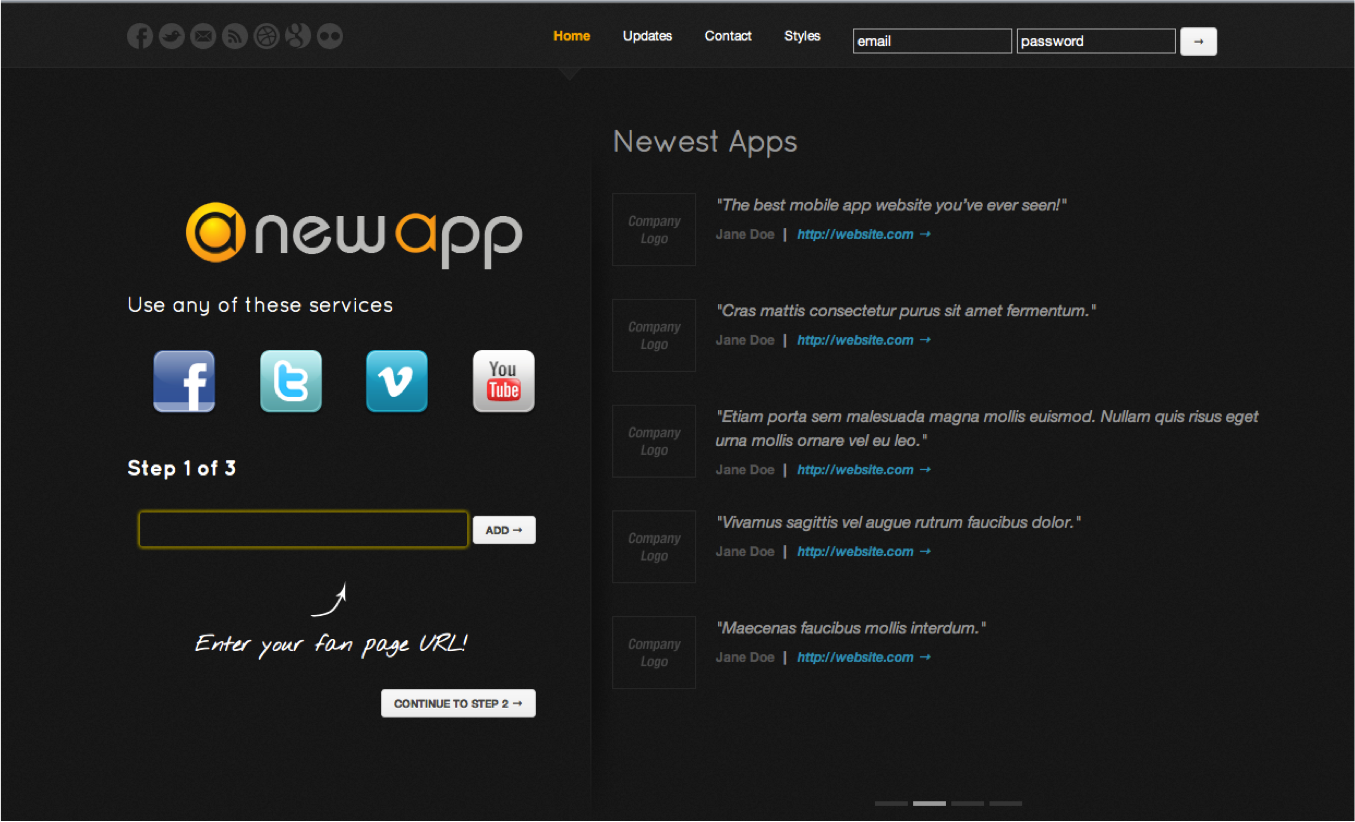 Home Updates Contact Styles email password →
newapp
Use any of these services
f t v You Tube
Step 1 of 3
ADD →
Enter your fan page URL!
CONTINUE TO STEP 2 →
Newest Apps
Company
Logo
"The best mobile app website you've ever seen!"
Jane Doe | http://website.com →
Company
Logo
"Cras mattis consectetur purus sit amet fermentum."
Jane Doe | http://website.com →
Company
Logo
"Etiam porta sem malesuada magna mollis euismod. Nullam quis risus eget
urna mollis ornare vel eu leo."
Jane Doe | http://website.com →
Company
Logo
"Vivamus sagittis vel augue rutrum faucibus dolor."
Jane Doe | http://website.com →
Company
Logo
"Maecenas faucibus mollis interdum."
Jane Doe | http://website.com →